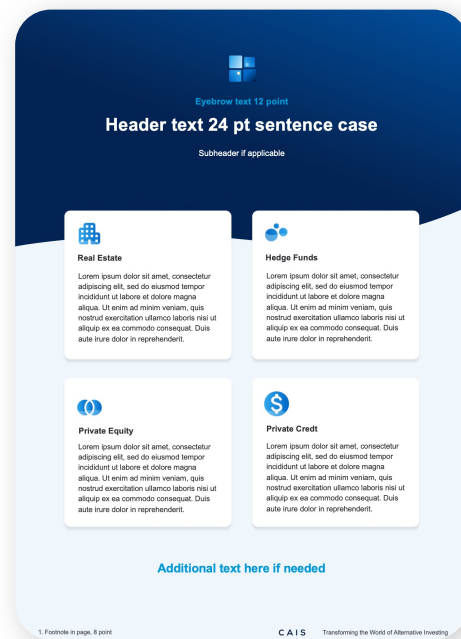 Eyebrow text 12 point
Header text 24 pt sentence case
Subheader if applicable
Real Estate
Lorem ipsum dolor sit amet, consectetur
adipiscing elit, sed do eiusmod tempor
incididunt ut labore et dolore magna
aliqua. Ut enim ad minim veniam, quis
nostrud exercitation ullamco laboris nisi ut
aliquip ex ea commodo consequat. Duis
aute irure dolor in reprehenderit.
Hedge Funds
Lorem ipsum dolor sit amet, consectetur
adipiscing elit, sed do eiusmod tempor
incididunt ut labore et dolore magna
aliqua. Ut enim ad minim veniam, quis
nostrud exercitation ullamco laboris nisi ut
aliquip ex ea commodo consequat. Duis
aute irure dolor in reprehenderit.
Private Equity
Lorem ipsum dolor sit amet, consectetur
adipiscing elit, sed do eiusmod tempor
incididunt ut labore et dolore magna
aliqua. Ut enim ad minim veniam, quis
nostrud exercitation ullamco laboris nisi ut
aliquip ex ea commodo consequat. Duis
aute irure dolor in reprehenderit.
Private Credt
Lorem ipsum dolor sit amet, consectetur
adipiscing elit, sed do eiusmod tempor
incididunt ut labore et dolore magna
aliqua. Ut enim ad minim veniam, quis
nostrud exercitation ullamco laboris nisi ut
aliquip ex ea commodo consequat. Duis
aute irure dolor in reprehenderit.
Additional text here if needed
1. Footnote in page, 8 point
CAIS Transforming the World of Alternative Investing